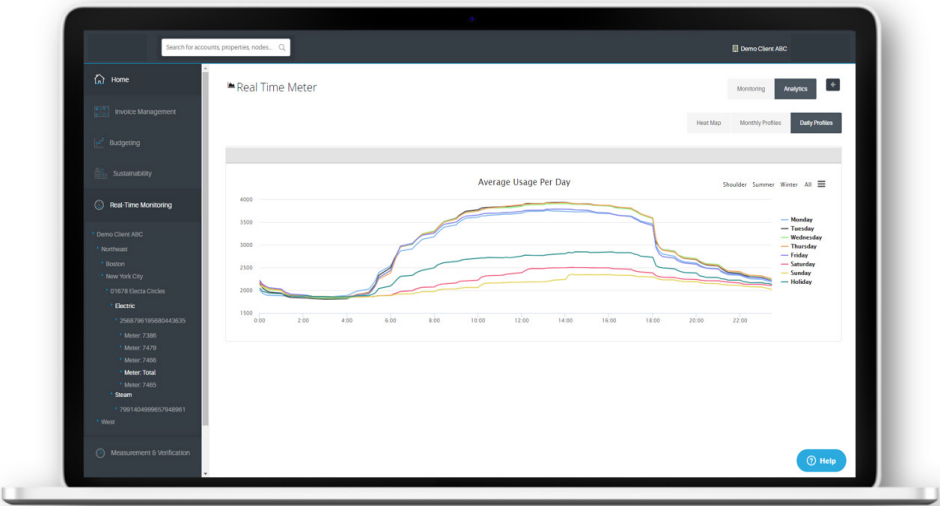 Search for accounts, properties, nodes...
Demo Client ABC
Home
Invoice Management
Budgeting
Sustainability
Real-Time Monitoring
Demo Client ABC
Northeast
Boston
New York City
01678 Electa Circles
Electric
2568796185680443635
Meter: 7386
Meter: 7479
Meter: 7466
Meter: Total
Meter: 7465
Steam
7991404999657948961
West
Measurement & Verification
Real Time Meter
Monitoring Analytics +
Heat Map Monthly Profiles Daily Profiles
Average Usage Per Day
Shoulder Summer Winter All
4000
3500
3000
2500
2000
1500
0:00 2:00 4:00 6:00 8:00 10:00 12:00 14:00 16:00 18:00 20:00 22:00
Monday
Tuesday
Wednesday
Thursday
Friday
Saturday
Sunday
Holiday
? Help